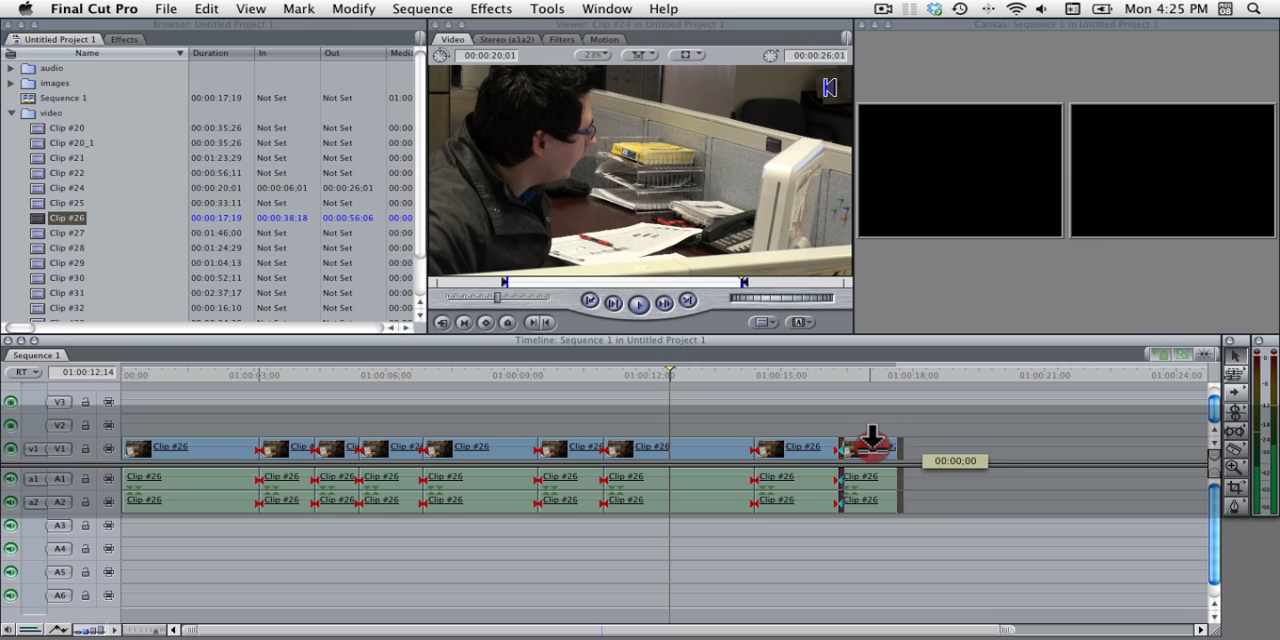 Final Cut Pro File Edit View Mark Modify Sequence Effects Tools Window Help Mon 4:25 PM
Browser: Untitled Project 1
Viewer: Clip #24 in Untitled Project 1
Canvas: Sequence 1 in Untitled Project 1
Untitled Project 1 Effects
Video Stereo (a1a2) Filters Motion
Name Duration In Out Media
00:00:20;01 23% 00:00:26;01
audio
images
Sequence 1 00:00:17;19 Not Set Not Set 01:00
video
Clip #20 00:00:35;26 Not Set Not Set 00:00
Clip #20_1 00:00:35;26 Not Set Not Set 00:00
Clip #21 00:01:23;29 Not Set Not Set 00:00
Clip #22 00:00:56;11 Not Set Not Set 00:00
Clip #24 00:00:20;01 00:00:06;01 00:00:26;01 00:00
Clip #25 00:00:33;11 Not Set Not Set 00:00
Clip #26 00:00:17;19 00:00:38;18 00:00:56;06 00:00
Clip #27 00:01:46;00 Not Set Not Set 00:00
Clip #28 00:01:24;29 Not Set Not Set 00:00
Clip #29 00:01:04;13 Not Set Not Set 00:00
Clip #30 00:00:52;11 Not Set Not Set 00:00
Clip #31 00:02:37;17 Not Set Not Set 00:00
Clip #32 00:00:16;10 Not Set Not Set 00:00
Timeline: Sequence 1 in Untitled Project 1
Sequence 1
RT 01:00:12;14 00;00 01:00:03;00 01:00:06;00 01:00:09;00 01:00:12;00 01:00:15;00 01:00:18;00 01:00:21;00 01:00:24;00
V3
V2
v1 V1 Clip #26 Clip # Clip # Clip #2 Clip #26 Clip #26 Clip #26 Clip #26
00:00;00
a1 A1 Clip #26 Clip #26 Clip #26 Clip #26 Clip #26 Clip #26 Clip #26 Clip #26 Clip #26
a2 A2 Clip #26 Clip #26 Clip #26 Clip #26 Clip #26 Clip #26 Clip #26 Clip #26 Clip #26
A3
A4
A5
A6